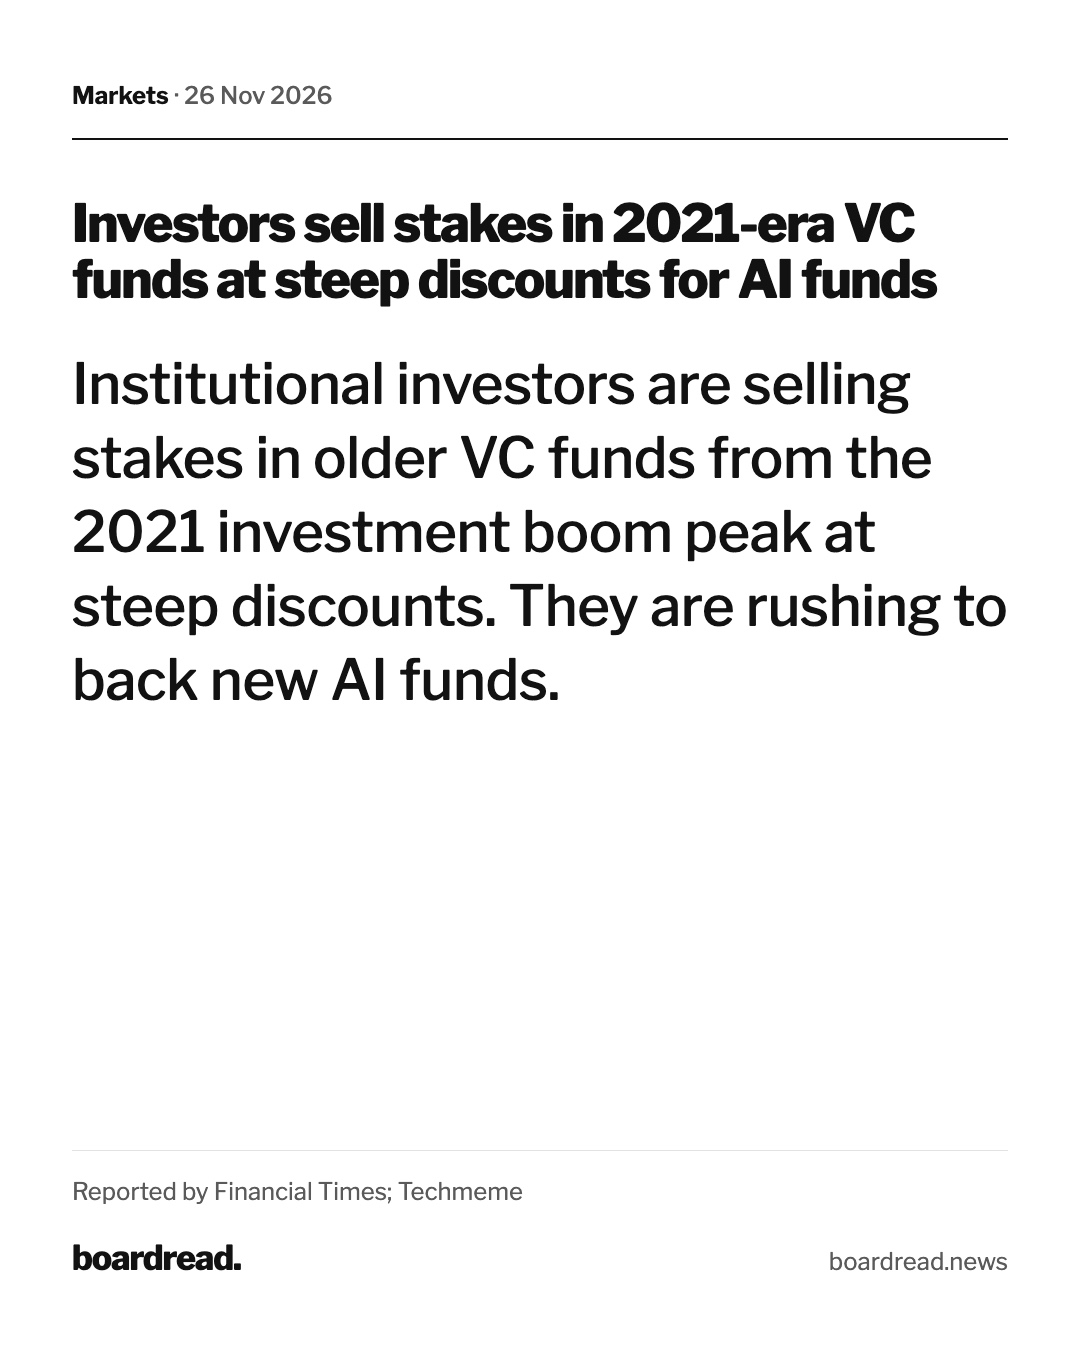 Markets · 26 Nov 2026
Investors sell stakes in 2021-era VC
funds at steep discounts for AI funds
Institutional investors are selling
stakes in older VC funds from the
2021 investment boom peak at
steep discounts. They are rushing to
back new AI funds.
Reported by Financial Times; Techmeme
boardread.
boardread.news